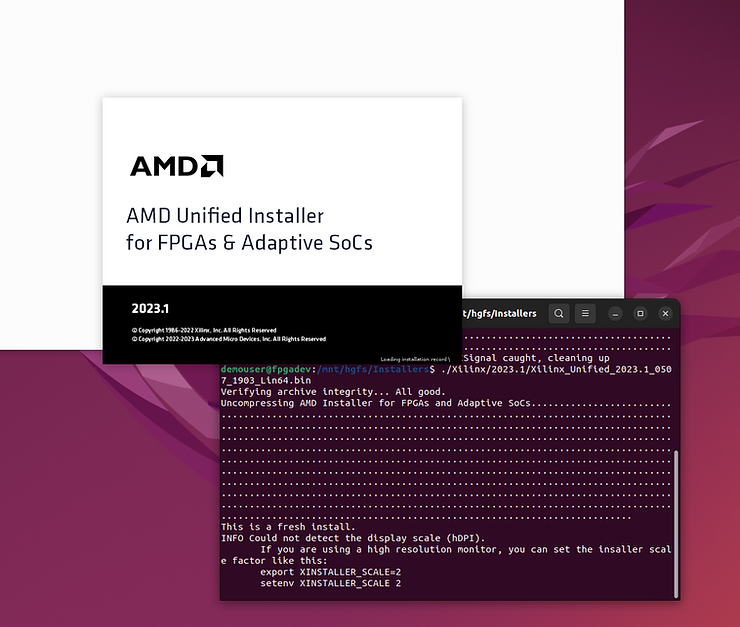 AMD
AMD Unified Installer
for FPGAs & Adaptive SoCs
2023.1
© Copyright 1986-2022 Xilinx, Inc. All Rights Reserved
© Copyright 2022-2023 Advanced Micro Devices, Inc. All Rights Reserved
Loading installation record \
t/hgfs/Installers
Signal caught, cleaning up
demouser@fpgadev:/mnt/hgfs/Installers$ ./Xilinx/2023.1/Xilinx_Unified_2023.1_050
7_1903_Lin64.bin
Verifying archive integrity... All good.
Uncompressing AMD Installer for FPGAs and Adaptive SoCs.........................
................................................................................
................................................................................
................................................................................
................................................................................
................................................................................
................................................................................
................................................................................
................................................................................
................................................................................
.........................................................................
This is a fresh install.
INFO Could not detect the display scale (hDPI).
If you are using a high resolution monitor, you can set the insaller scal
e factor like this:
export XINSTALLER_SCALE=2
setenv XINSTALLER_SCALE 2